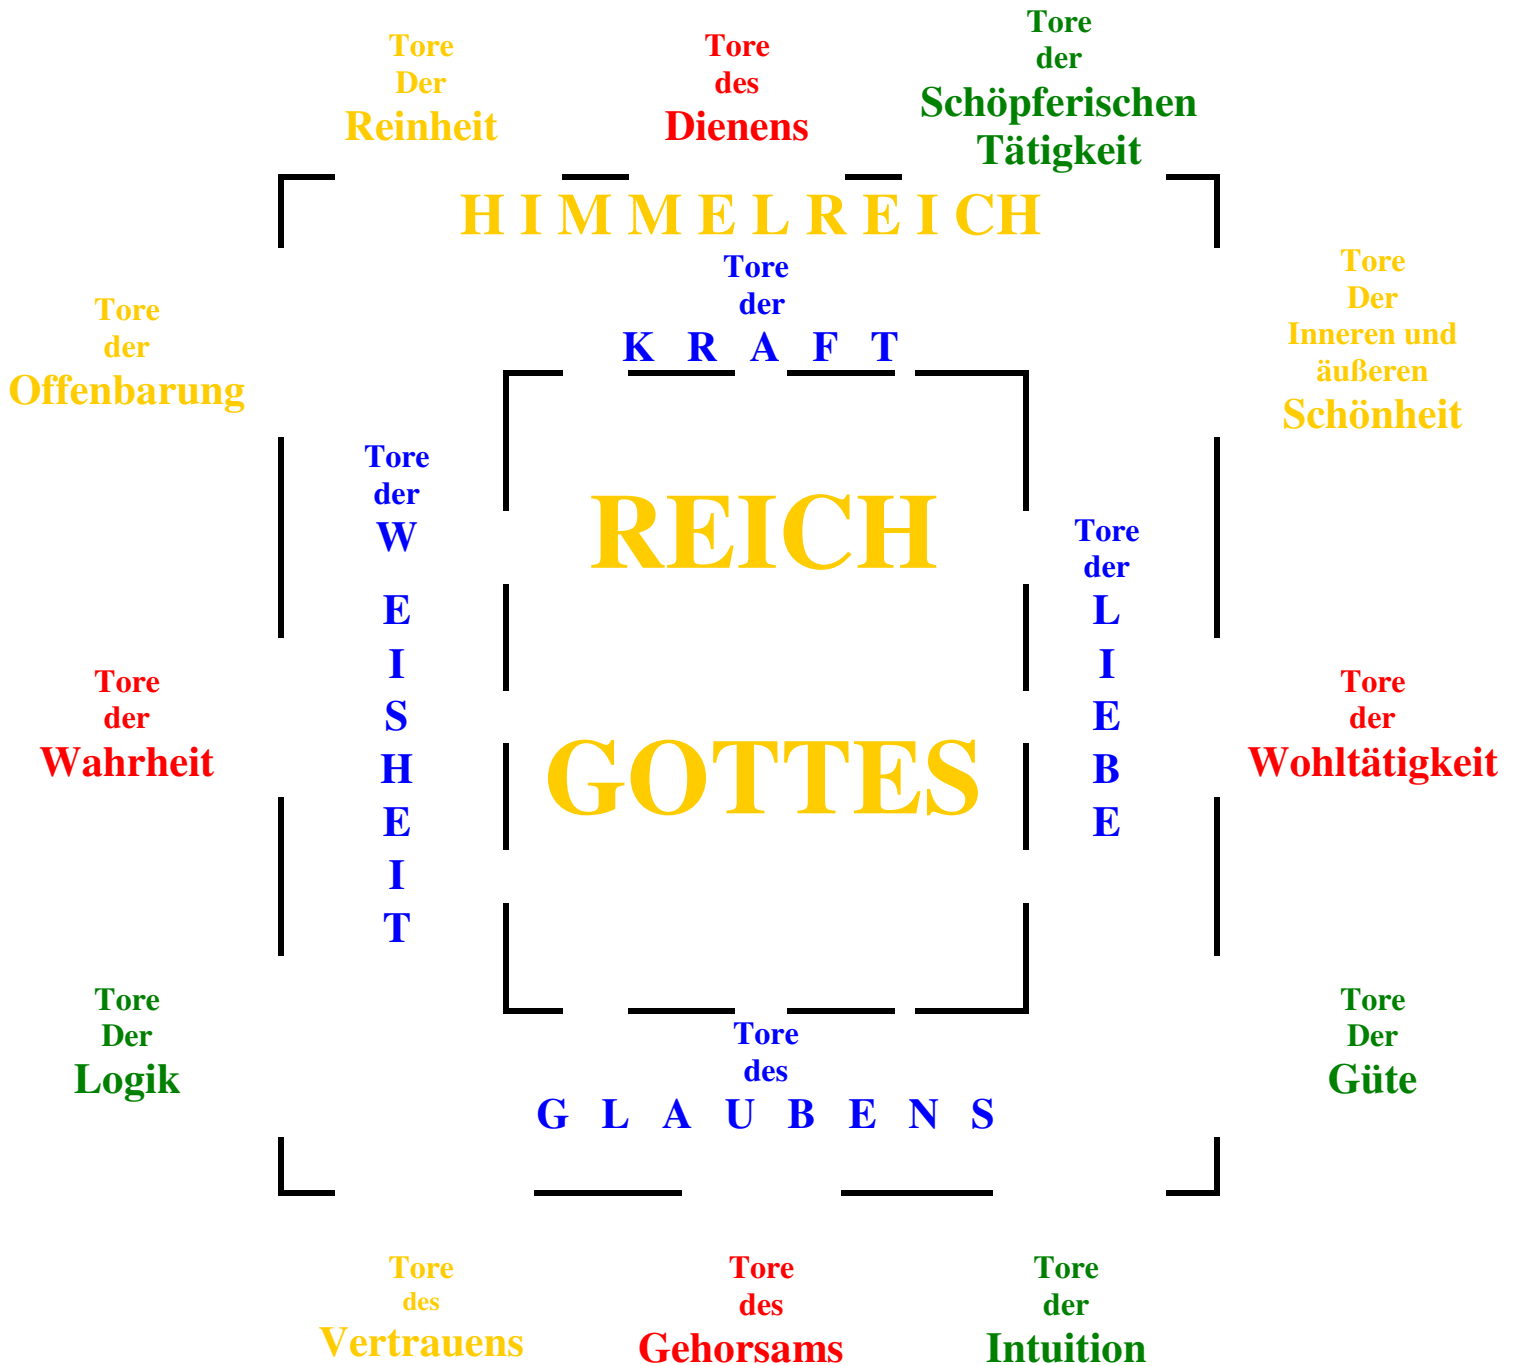 Tore
Der
Reinheit
Tore
des
Dienens
Tore
der
Schöpferischen
Tätigkeit
H I M M E L R E I CH
Tore
der
K R A F T
Tore
der
Offenbarung
Tore
Der
Inneren und
äußeren
Schönheit
Tore
der
W
E
I
S
H
E
I
T
REICH
GOTTES
Tore
der
L
I
E
B
E
Tore
der
Wahrheit
Tore
der
Wohltätigkeit
Tore
Der
Logik
Tore
Der
Güte
Tore
des
G L A U B E N S
Tore
des
Vertrauens
Tore
des
Gehorsams
Tore
der
Intuition